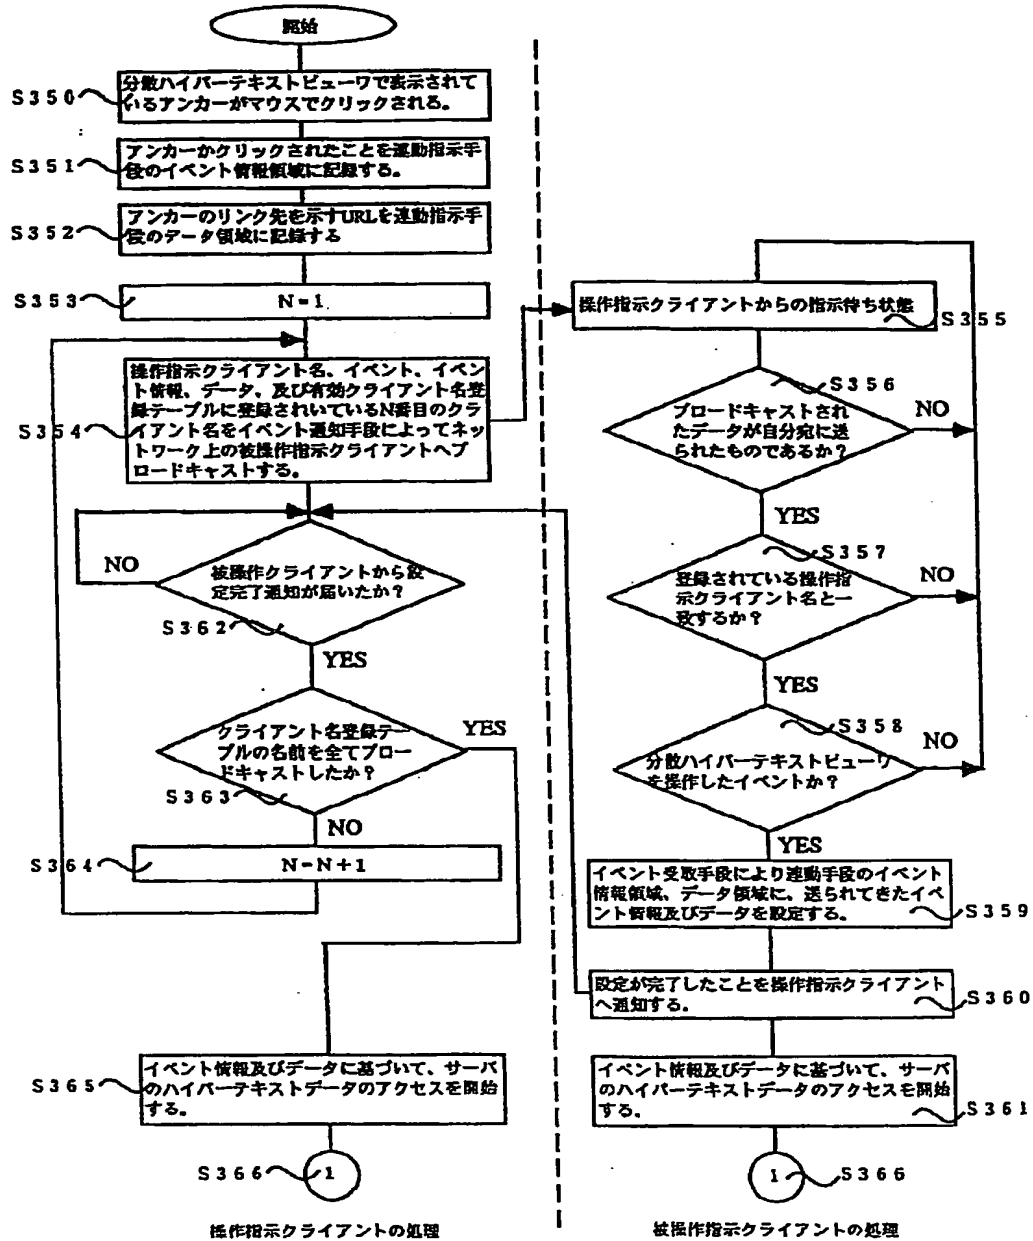 開始
S350
分散ハイパーテキストビューワで表示されて
いるアンカーがマウスでクリックされる。
S351
アンカーがクリックされたことを連動指示手
段のイベント情報領域に記録する。
S352
アンカーのリンク先を示すURLを連動指示手
段のデータ領域に記録する
S353
N=1
S354
操作指示クライアント名、イベント、イベン
ト情報、データ、及び有効クライアント名登
録テーブルに登録されいているN番目のクラ
イアント名をイベント通知手段によってネッ
トワーク上の被操作指示クライアントへブ
ロードキャストする。
NO
被操作クライアントから設
定完了通知が届いたか?
S362
YES
クライアント名登録テー
ブルの名前を全てブロー
ドキャストしたか?
S363
YES
NO
S364
N=N+1
S365
イベント情報及びデータに基づいて、サーバ
のハイパーテキストデータのアクセスを開始
する。
S366
1
操作指示クライアントの処理
操作指示クライアントからの指示待ち状態
S355
S356
ブロードキャストされ
たデータが自分宛に送
られたものであるか?
NO
YES
S357
登録されている操作指
示クライアント名と一
致するか?
NO
YES
S358
分散ハイパーテキストビューワ
を操作したイベントか?
NO
YES
イベント受取手段により連動手段のイベント
情報領域、データ領域に、送られてきたイベ
ント情報及びデータを設定する。
S359
設定が完了したことを操作指示クライアント
へ通知する。
S360
イベント情報及びデータに基づいて、サーバ
のハイパーテキストデータのアクセスを開始
する。
S361
1
S366
被操作指示クライアントの処理